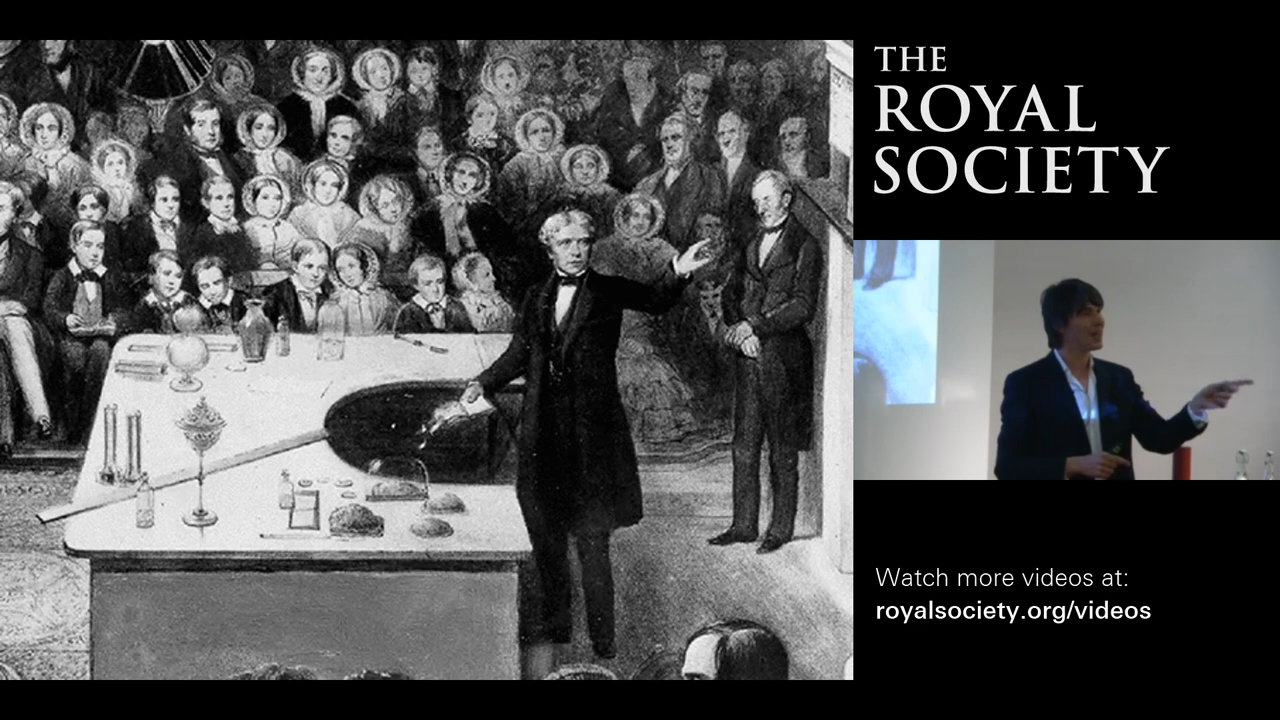 THE
ROYAL
SOCIETY
Watch more videos at:
royalsociety.org/videos